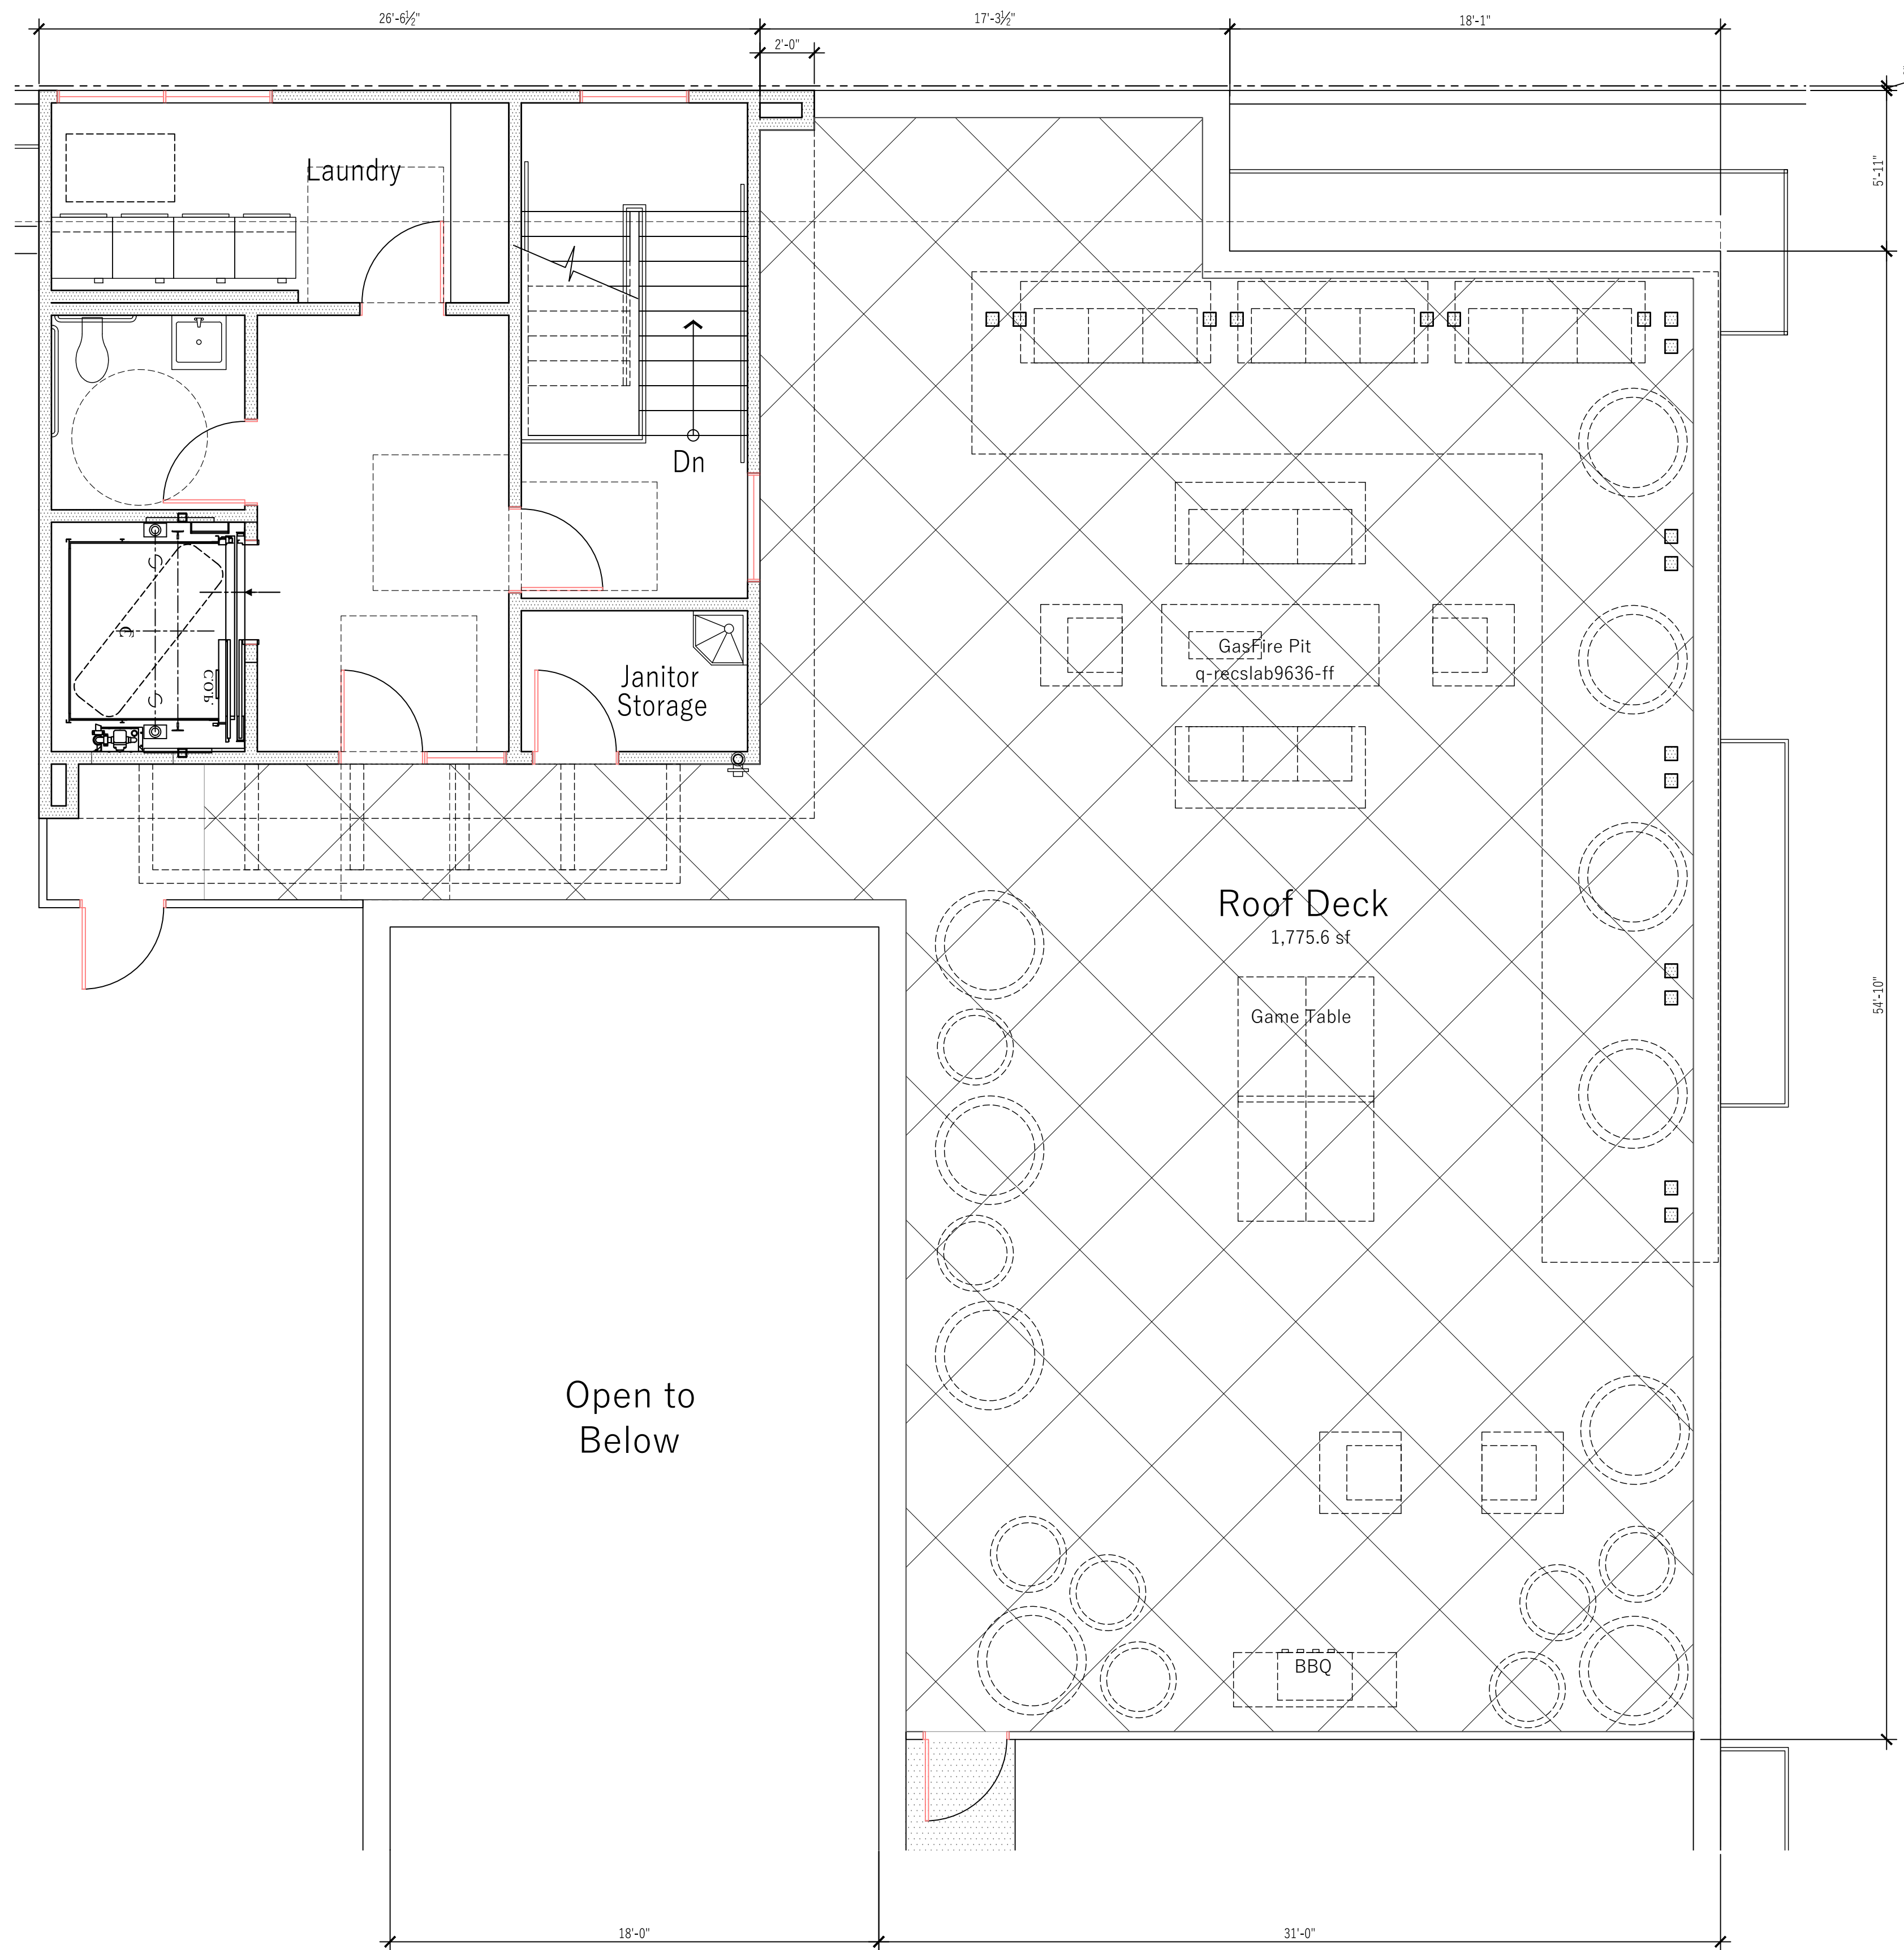 26'-6½"
17'-3½"
18'-1"
2'-0"
Laundry
5'-11"
Dn
GasFire Pit
q-recslab9636-ff
Janitor
Storage
Roof Deck
1,775.6 sf
54'-10"
Game Table
Open to
Below
BBQ
18'-0"
31'-0"